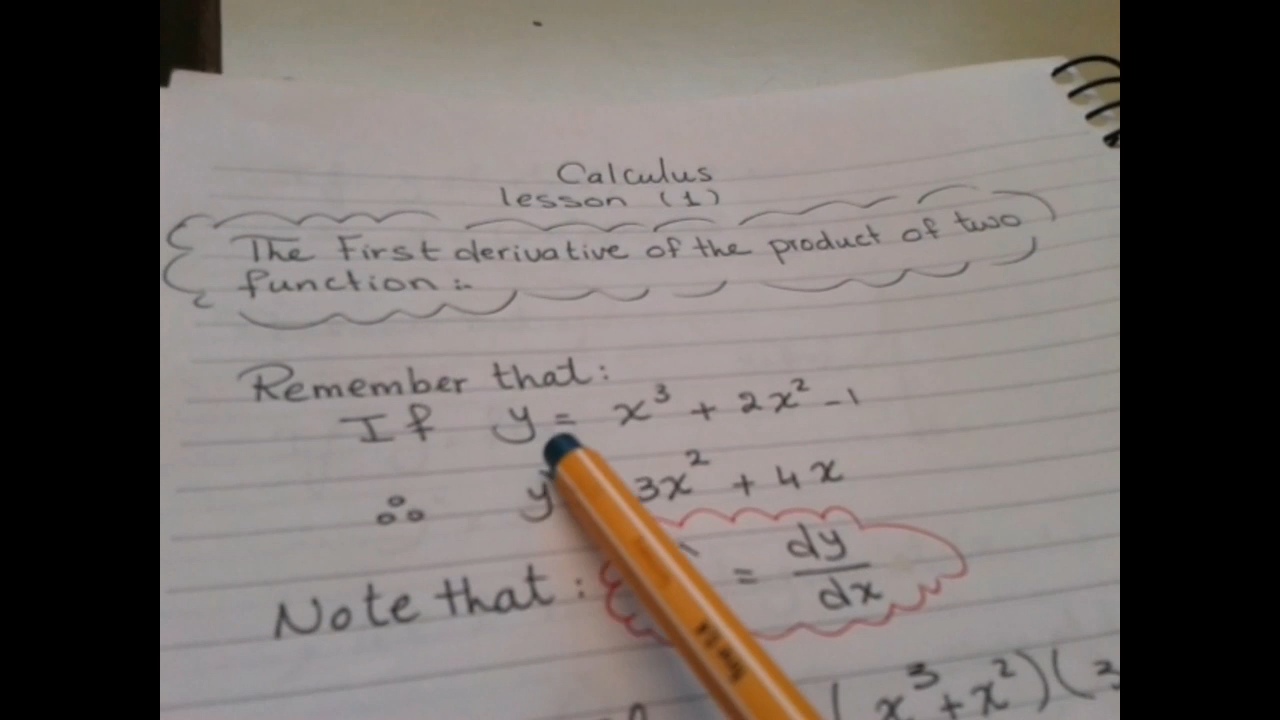 Calculus
lesson (1)
The First derivative of the product of two
function :-
Remember that:
If y = x³ + 2x² - 1
∴ y 3x² + 4x
Note that: = dy/dx
(x³ + x²)(3